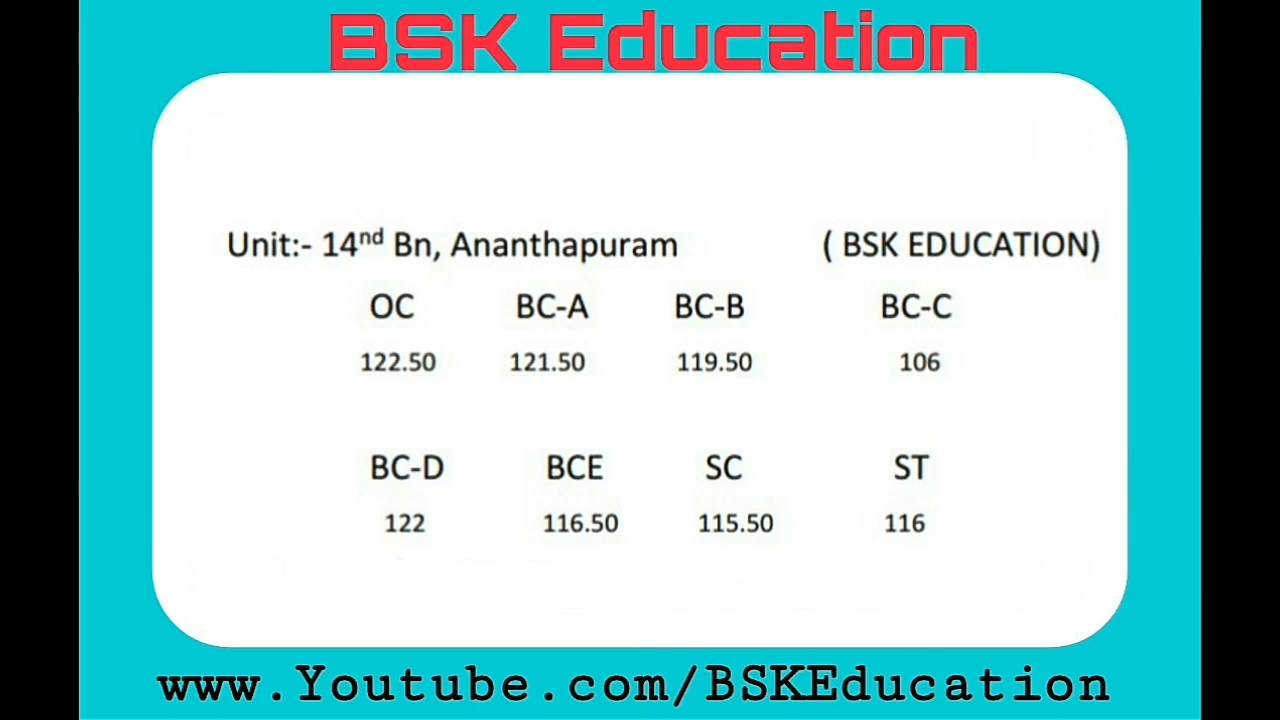 BSK Education
Unit:- 14nd Bn, Ananthapuram ( BSK EDUCATION)
OC BC-A BC-B BC-C
122.50 121.50 119.50 106
BC-D BCE SC ST
122 116.50 115.50 116
www.Youtube.com/BSKEducation